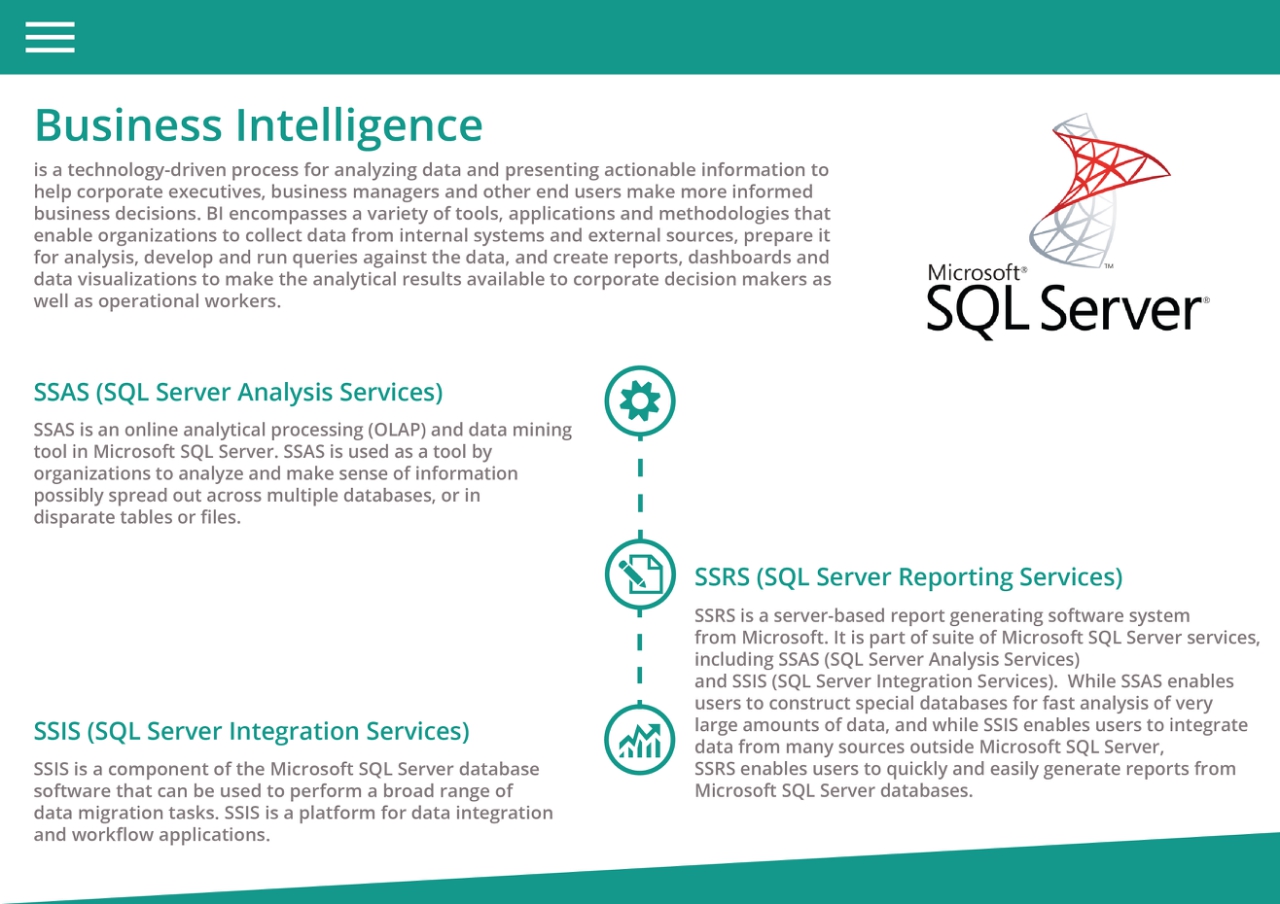 Business Intelligence
is a technology-driven process for analyzing data and presenting actionable information to
help corporate executives, business managers and other end users make more informed
business decisions. BI encompasses a variety of tools, applications and methodologies that
enable organizations to collect data from internal systems and external sources, prepare it
for analysis, develop and run queries against the data, and create reports, dashboards and
data visualizations to make the analytical results available to corporate decision makers as
well as operational workers.
Microsoft®
SQL Server®
™
SSAS (SQL Server Analysis Services)
SSAS is an online analytical processing (OLAP) and data mining
tool in Microsoft SQL Server. SSAS is used as a tool by
organizations to analyze and make sense of information
possibly spread out across multiple databases, or in
disparate tables or files.
SSRS (SQL Server Reporting Services)
SSRS is a server-based report generating software system
from Microsoft. It is part of suite of Microsoft SQL Server services,
including SSAS (SQL Server Analysis Services)
and SSIS (SQL Server Integration Services).  While SSAS enables
users to construct special databases for fast analysis of very
large amounts of data, and while SSIS enables users to integrate
data from many sources outside Microsoft SQL Server,
SSRS enables users to quickly and easily generate reports from
Microsoft SQL Server databases.
SSIS (SQL Server Integration Services)
SSIS is a component of the Microsoft SQL Server database
software that can be used to perform a broad range of
data migration tasks. SSIS is a platform for data integration
and workflow applications.